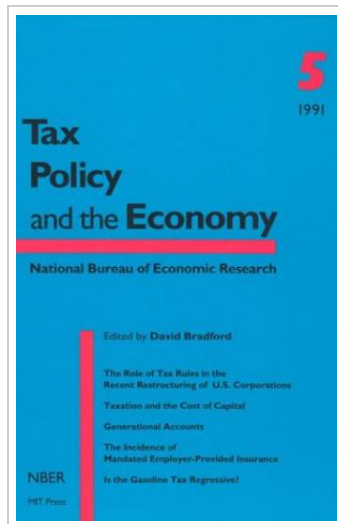 5
1991
Tax
Policy
and the Economy
National Bureau of Economic Research
Edited by David Bradford
The Role of Tax Rules in the
Recent Restructuring of U.S. Corporations
Taxation and the Cost of Capital
Generational Accounts
The Incidence of
Mandated Employer-Provided Insurance
NBER
Is the Gasoline Tax Regressive?
MIT Press